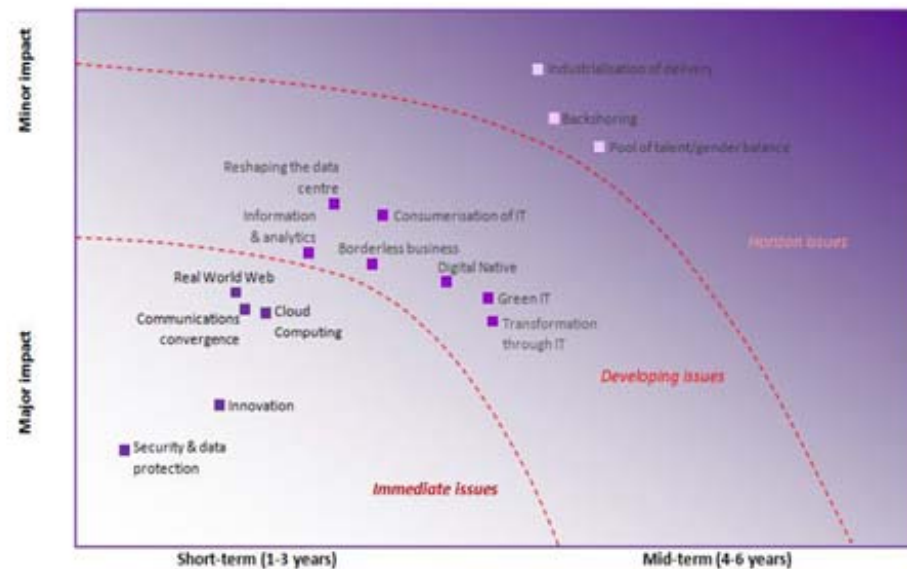 Minor impact
Major impact
Industrialisation of delivery
Backshoring
Pool of talent/gender balance
Reshaping the data
centre
Consumerisation of IT
Information
& analytics
Borderless business
Digital Native
Horizon issues
Real World Web
Green IT
Communications
convergence
Cloud
Computing
Transformation
through IT
Developing issues
Innovation
Security & data
protection
Immediate issues
Short-term (1-3 years)
Mid-term (4-6 years)